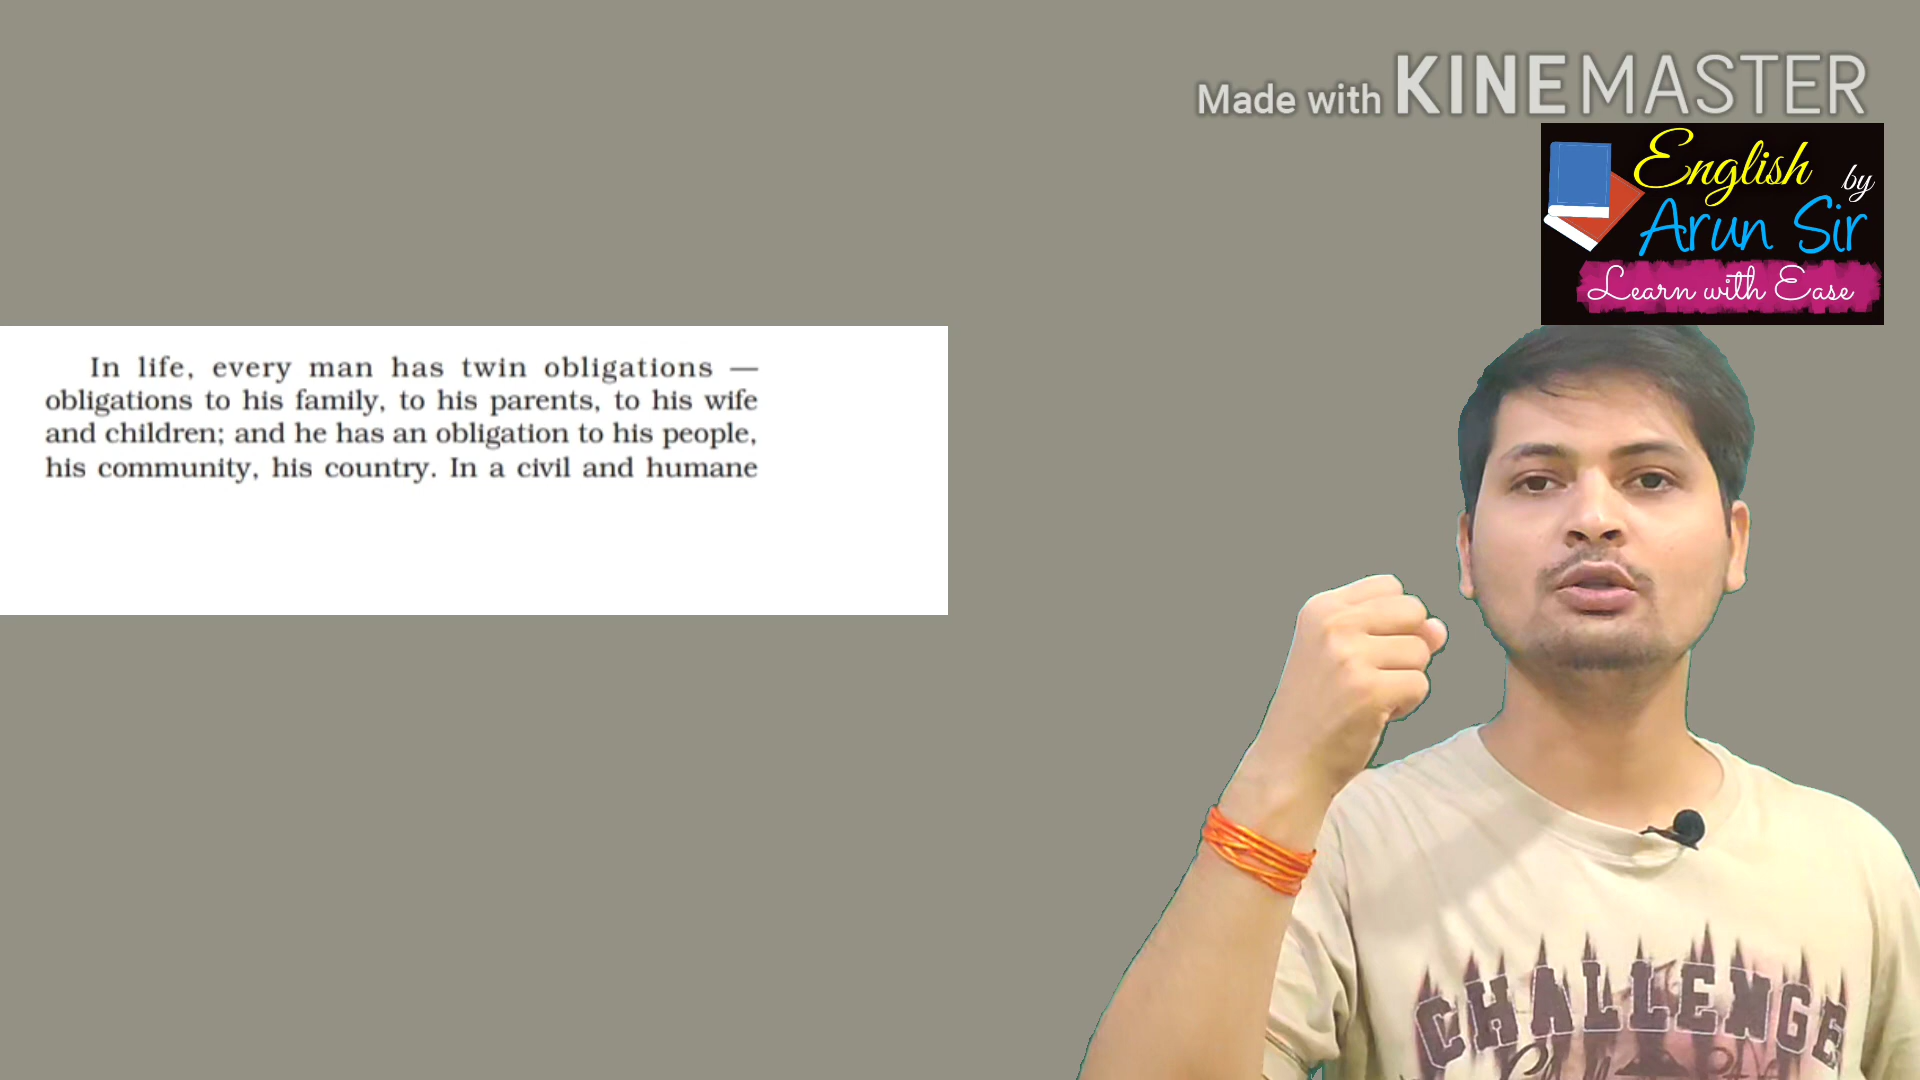 Made with KINEMASTER
English by
Arun Sir
Learn with Ease
In life, every man has twin obligations —
obligations to his family, to his parents, to his wife
and children; and he has an obligation to his people,
his community, his country. In a civil and humane
CHALLENGE